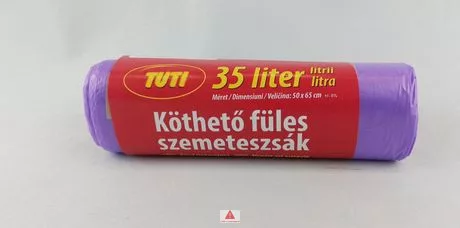 TUTI
35 liter litrii
litra
Méret / Dimensiuni / Veličina: 50 x 65 cm
Köthető füles
szemeteszsák